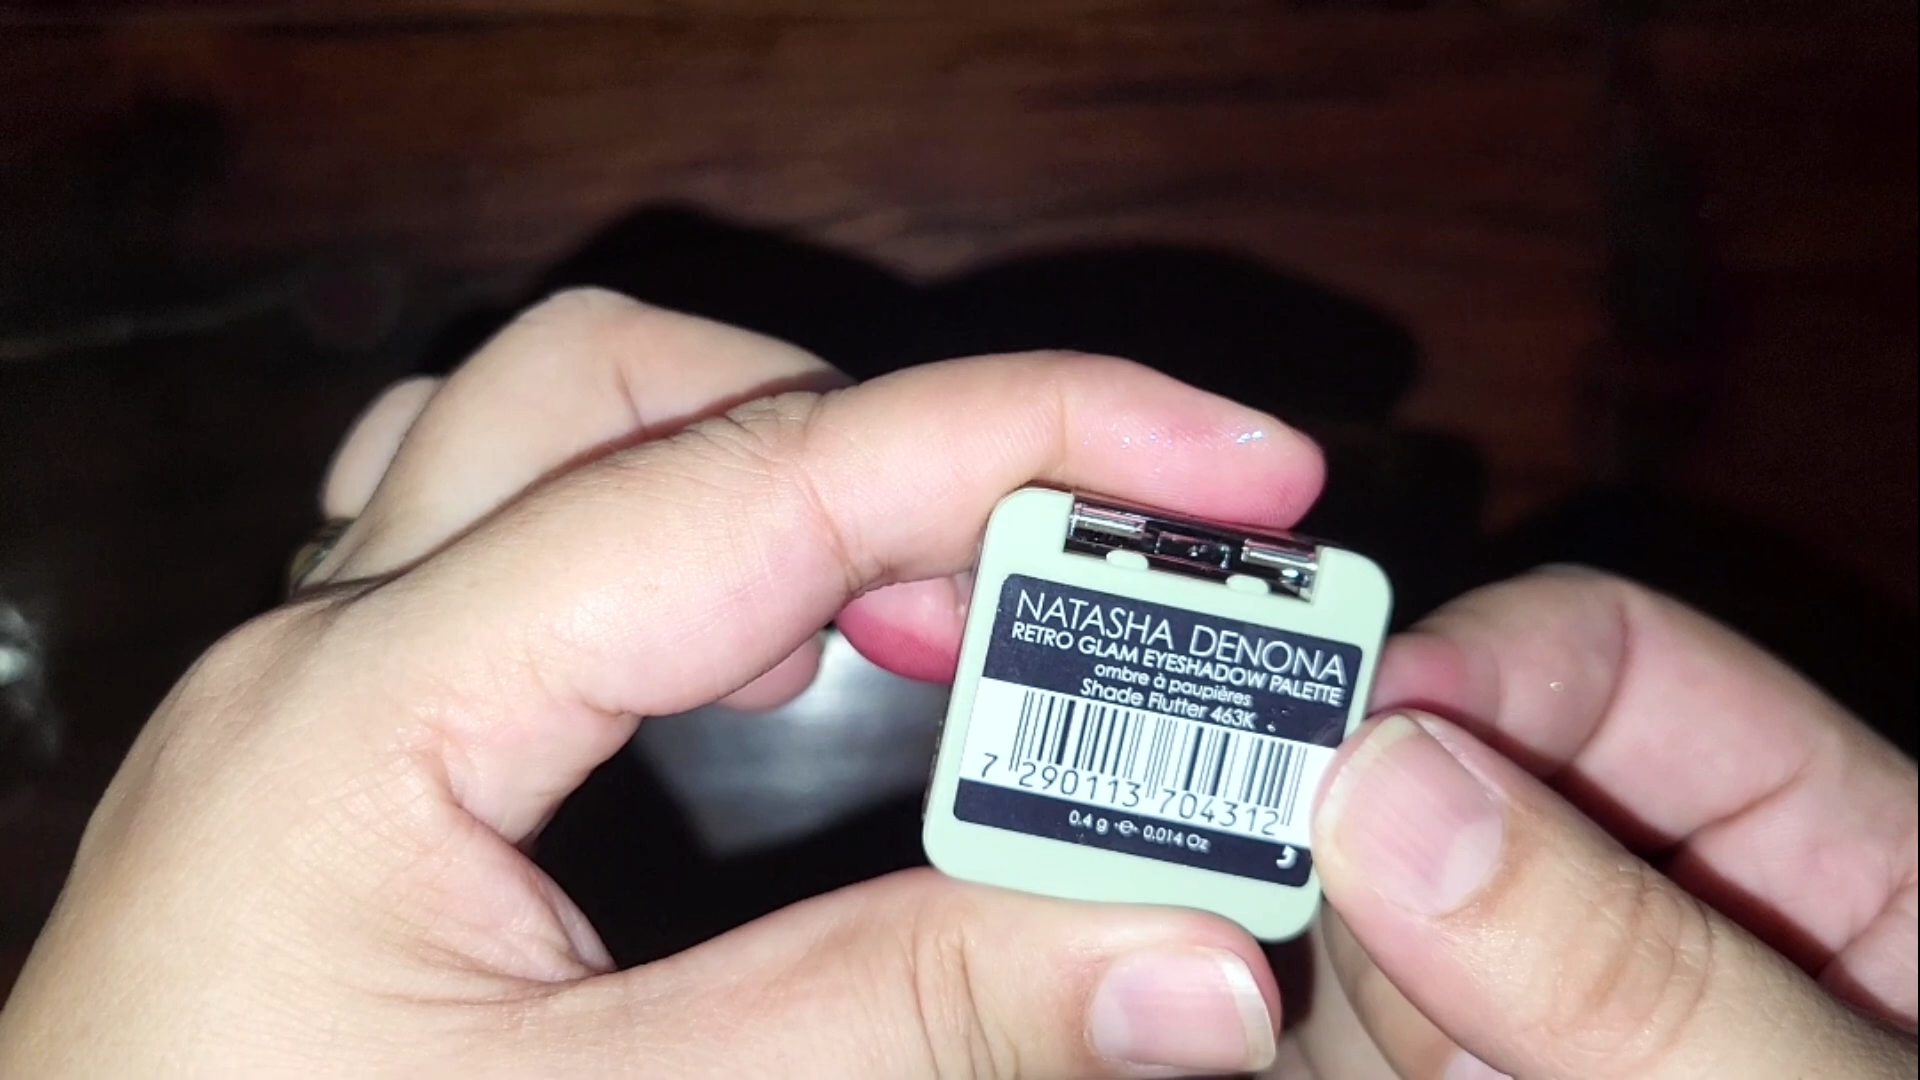 NATASHA DENONA
RETRO GLAM EYESHADOW PALETTE
ombre à paupières
Shade Flutter 463K
7 290113 704312
0.4 g ℮ 0.014 Oz